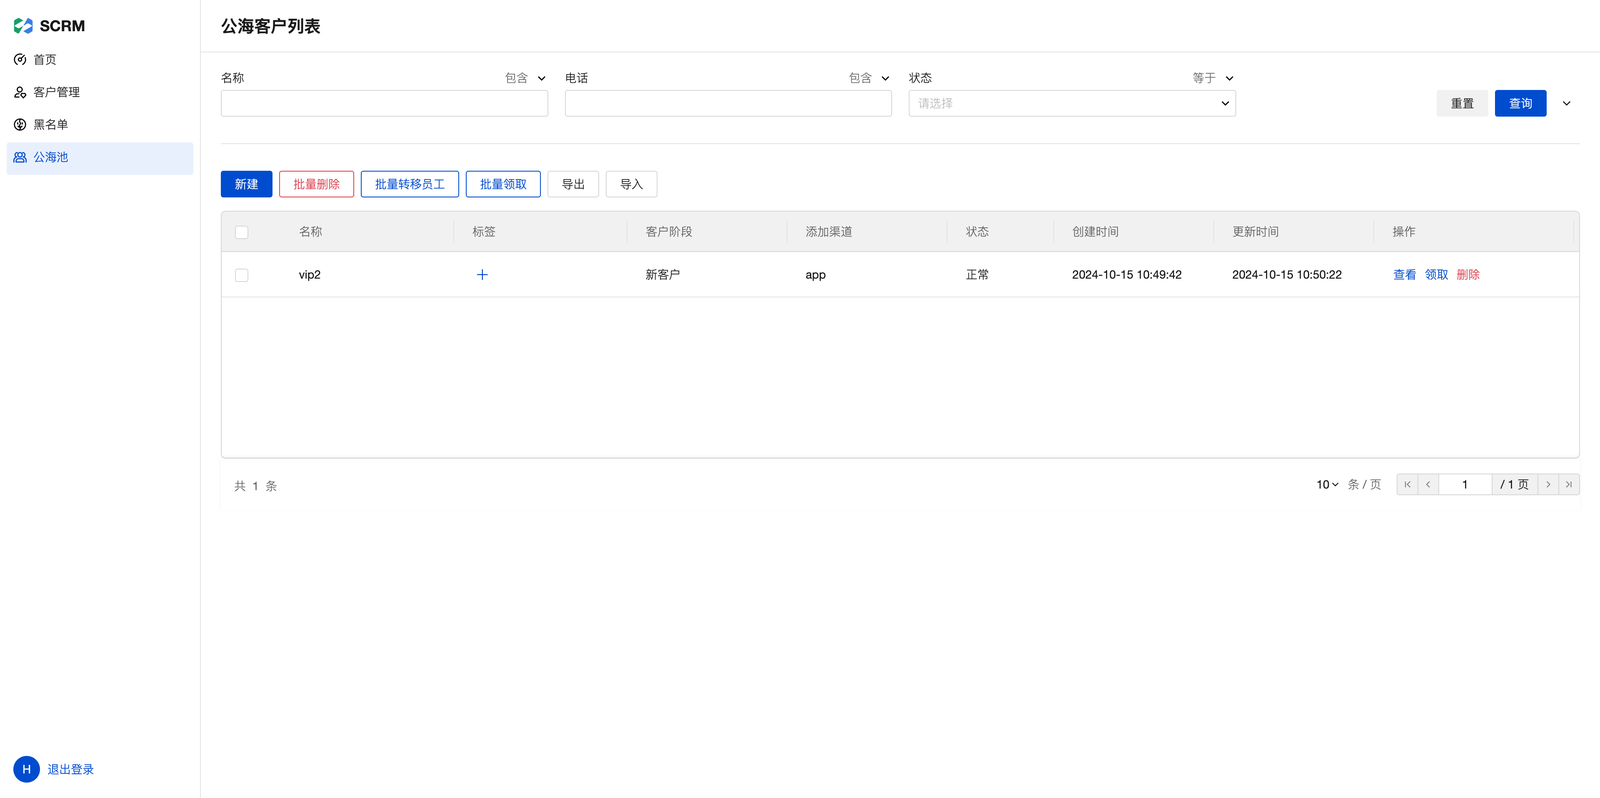 SCRM
首页
客户管理
黑名单
公海池
H 退出登录
公海客户列表
名称 包含 电话 包含 状态 等于
请选择 重置 查询
新建 批量删除 批量转移员工 批量领取 导出 导入
名称 标签 客户阶段 添加渠道 状态 创建时间 更新时间 操作
vip2 新客户 app 正常 2024-10-15 10:49:42 2024-10-15 10:50:22 查看 领取 删除
共 1 条 10 条 / 页 1 / 1 页